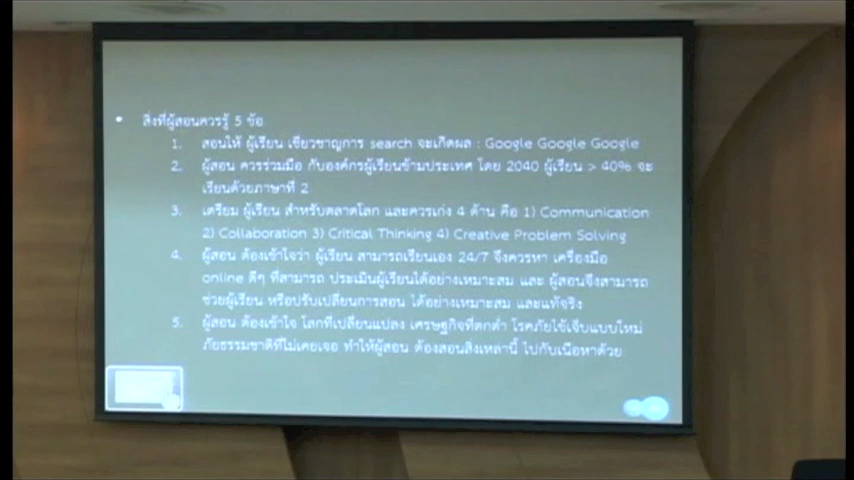 • สิ่งที่ผู้สอนควรรู้ 5 ข้อ
1. สอนให้ ผู้เรียน เชี่ยวชาญการ search จะเกิดผล : Google Google Google
2. ผู้สอน ควรร่วมมือ กับองค์กรผู้เรียนข้ามประเทศ โดย 2040 ผู้เรียน > 40% จะ
เรียนด้วยภาษาที่ 2
3. เตรียม ผู้เรียน สำหรับตลาดโลก และควรเก่ง 4 ด้าน คือ 1) Communication
2) Collaboration 3) Critical Thinking 4) Creative Problem Solving
4. ผู้สอน ต้องเข้าใจว่า ผู้เรียน สามารถเรียนเอง 24/7 จึงควรหา เครื่องมือ
online ดีๆ ที่สามารถ ประเมินผู้เรียนได้อย่างเหมาะสม และ ผู้สอนจึงสามารถ
ช่วยผู้เรียน หรือปรับเปลี่ยนการสอน ได้อย่างเหมาะสม และแท้จริง
5. ผู้สอน ต้องเข้าใจ โลกที่เปลี่ยนแปลง เศรษฐกิจที่ตกต่ำ โรคภัยไข้เจ็บแบบใหม่
ภัยธรรมชาติที่ไม่เคยเจอ ทำให้ผู้สอน ต้องสอนสิ่งเหล่านี้ ไปกับเนื้อหาด้วย